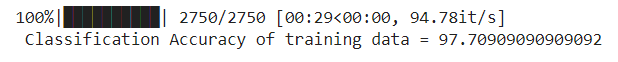 100%|██████████| 2750/2750 [00:29<00:00, 94.78it/s]
Classification Accuracy of training data = 97.70909090909092